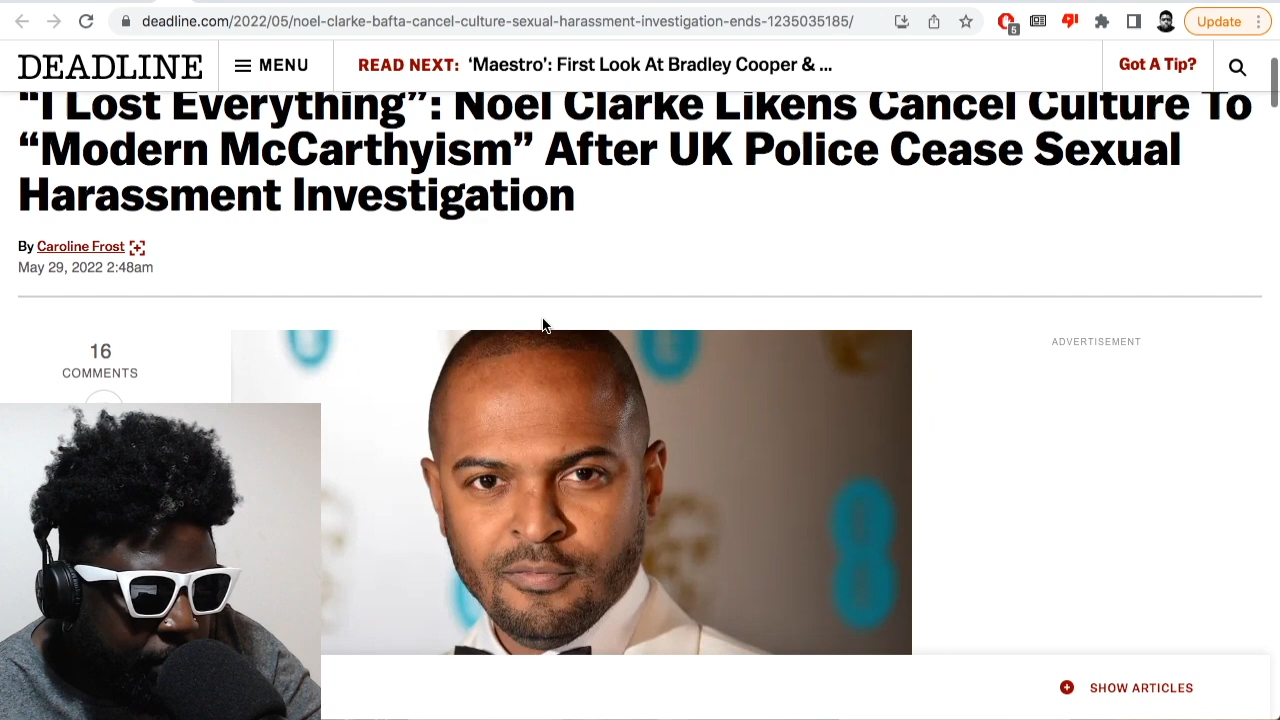 deadline.com/2022/05/noel-clarke-bafta-cancel-culture-sexual-harassment-investigation-ends-1235035185/
5
Update
DEADLINE
MENU
READ NEXT: ‘Maestro’: First Look At Bradley Cooper & ...
Got A Tip?
“I Lost Everything”: Noel Clarke Likens Cancel Culture To
“Modern McCarthyism” After UK Police Cease Sexual
Harassment Investigation
By Caroline Frost
May 29, 2022 2:48am
16
COMMENTS
ADVERTISEMENT
SHOW ARTICLES